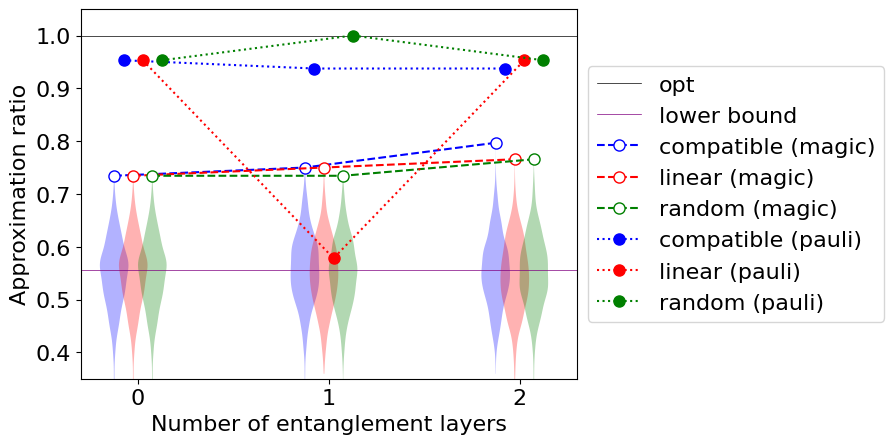 1.0
0.9
0.8
0.7
0.6
0.5
0.4
Approximation ratio
0
1
2
Number of entanglement layers
opt
lower bound
compatible (magic)
linear (magic)
random (magic)
compatible (pauli)
linear (pauli)
random (pauli)